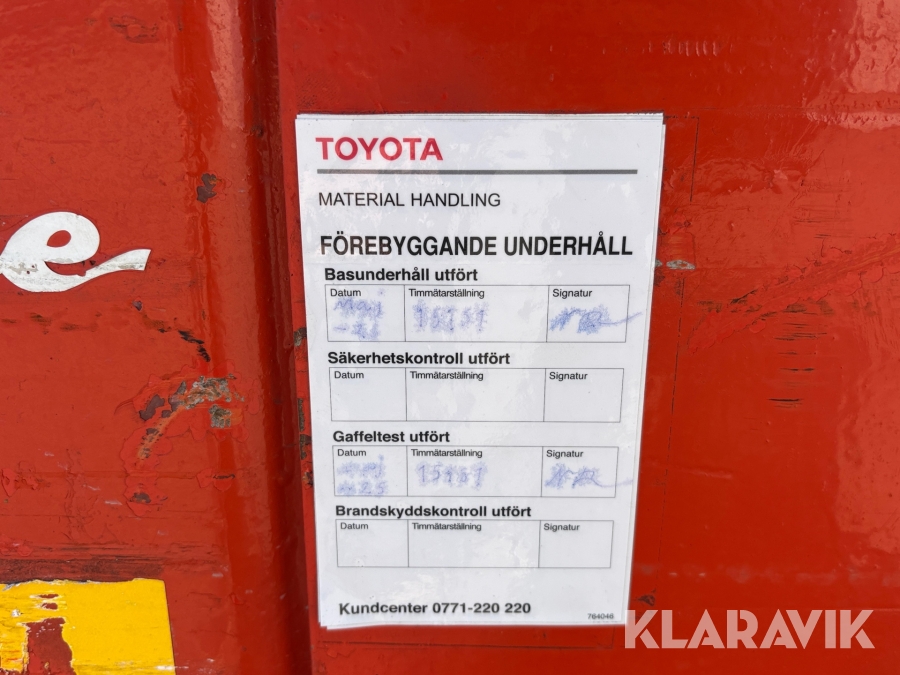 e
TOYOTA
MATERIAL HANDLING
FÖREBYGGANDE UNDERHÅLL
Basunderhåll utfört
Datum Timmätarställning Signatur
Maj
Säkerhetskontroll utfört
Datum Timmätarställning Signatur
Gaffeltest utfört
Datum Timmätarställning Signatur
Brandskyddskontroll utfört
Datum Timmätarställning Signatur
Kundcenter 0771-220 220
764046
KLARAVIK